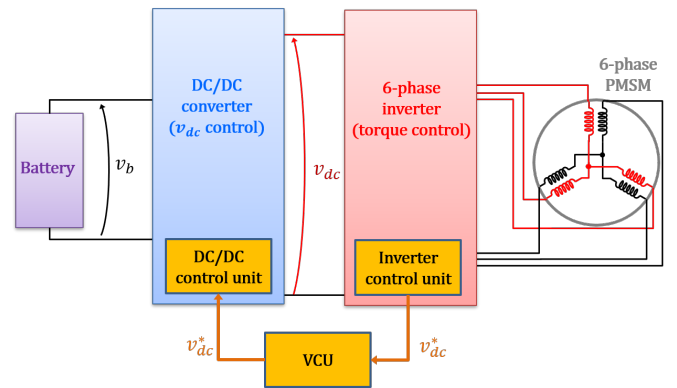 DC/DC
converter
(v_dc control)
6-phase
inverter
(torque control)
6-phase
PMSM
Battery
v_b
v_dc
DC/DC
control unit
Inverter
control unit
v*_dc
VCU
v*_dc